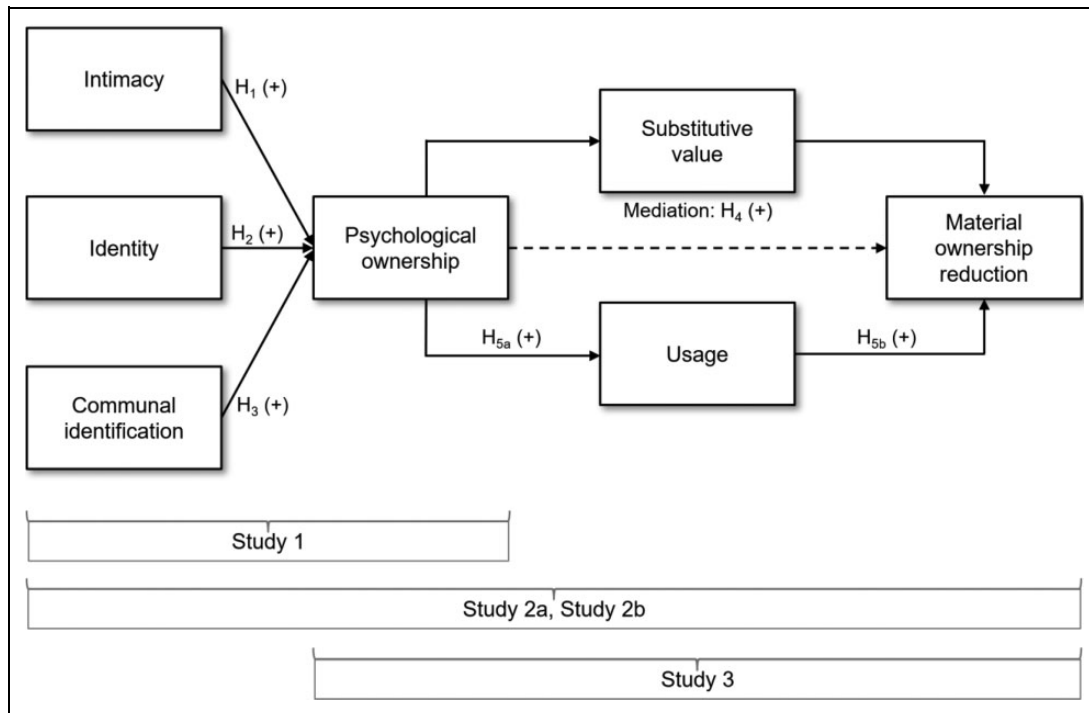 Intimacy
H₁ (+)
Substitutive
value
Mediation: H₄ (+)
Identity
H₂ (+)
Psychological
ownership
Material
ownership
reduction
H₅ₐ (+)
Usage
H₅b (+)
Communal
identification
H₃ (+)
Study 1
Study 2a, Study 2b
Study 3